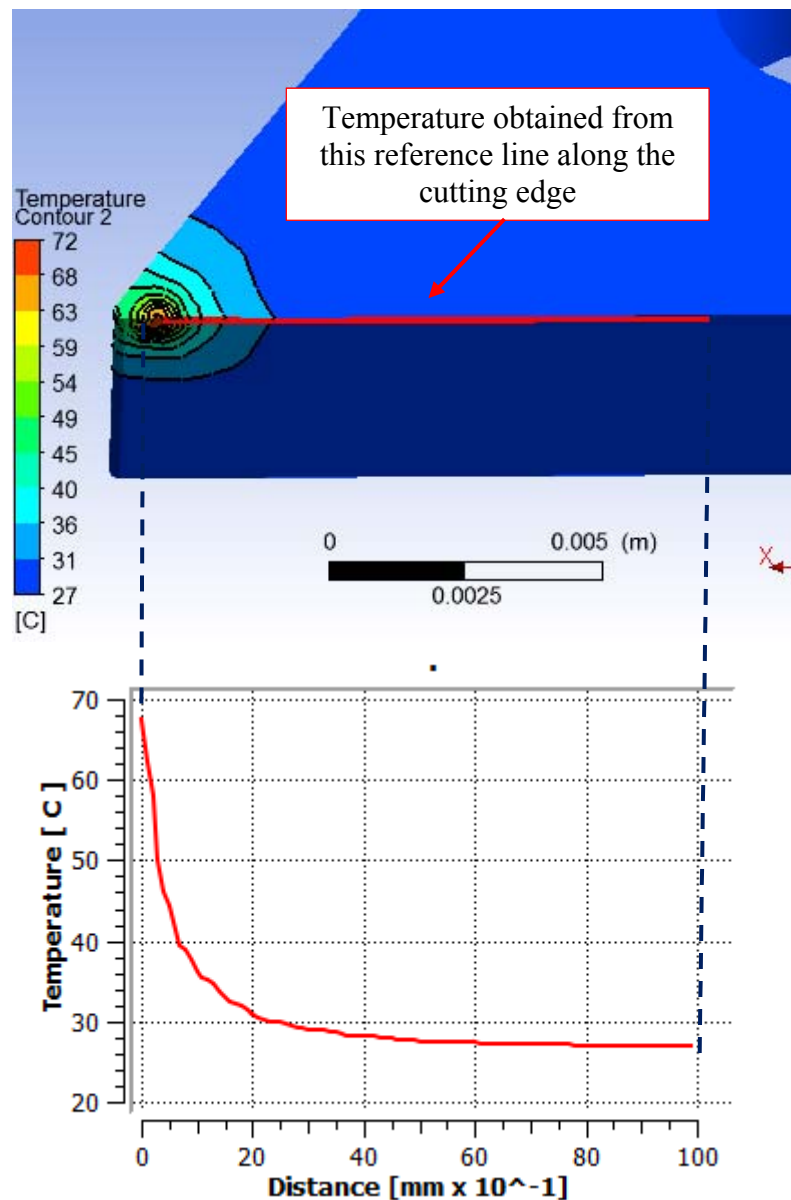 Temperature obtained from
this reference line along the
cutting edge
Temperature
Contour 2
72
68
63
59
54
49
45
40
36
31
27
[C]
0 0.005 (m)
0.0025
X
70
60
50
40
30
20
Temperature [ C ]
0 20 40 60 80 100
Distance [mm x 10^-1]